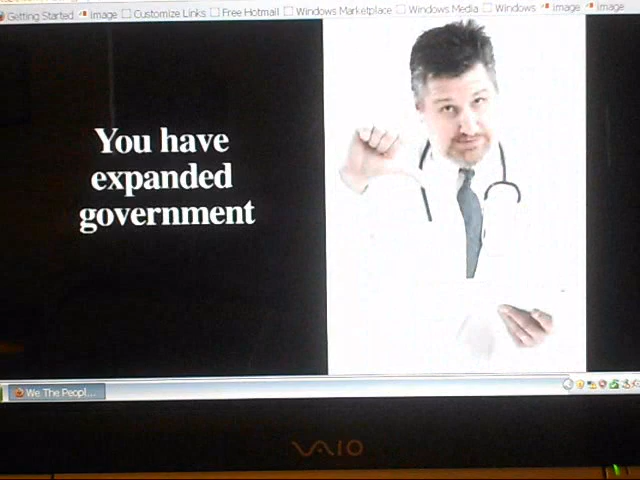 Getting Started image Customize Links Free Hotmail Windows Marketplace Windows Media Windows image image
You have
expanded
government
We The Peopl...
VAIO